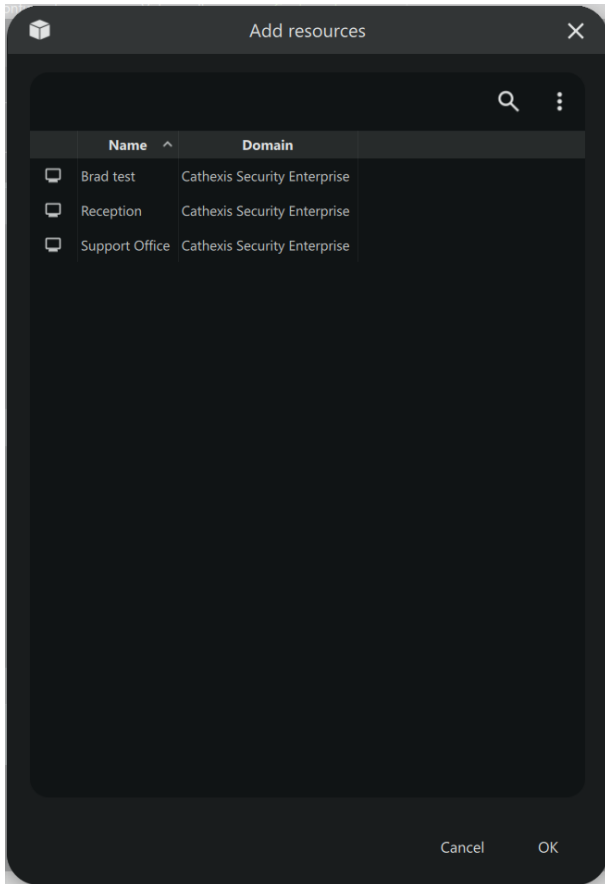 Add resources
Name Domain
Brad test Cathexis Security Enterprise
Reception Cathexis Security Enterprise
Support Office Cathexis Security Enterprise
Cancel OK